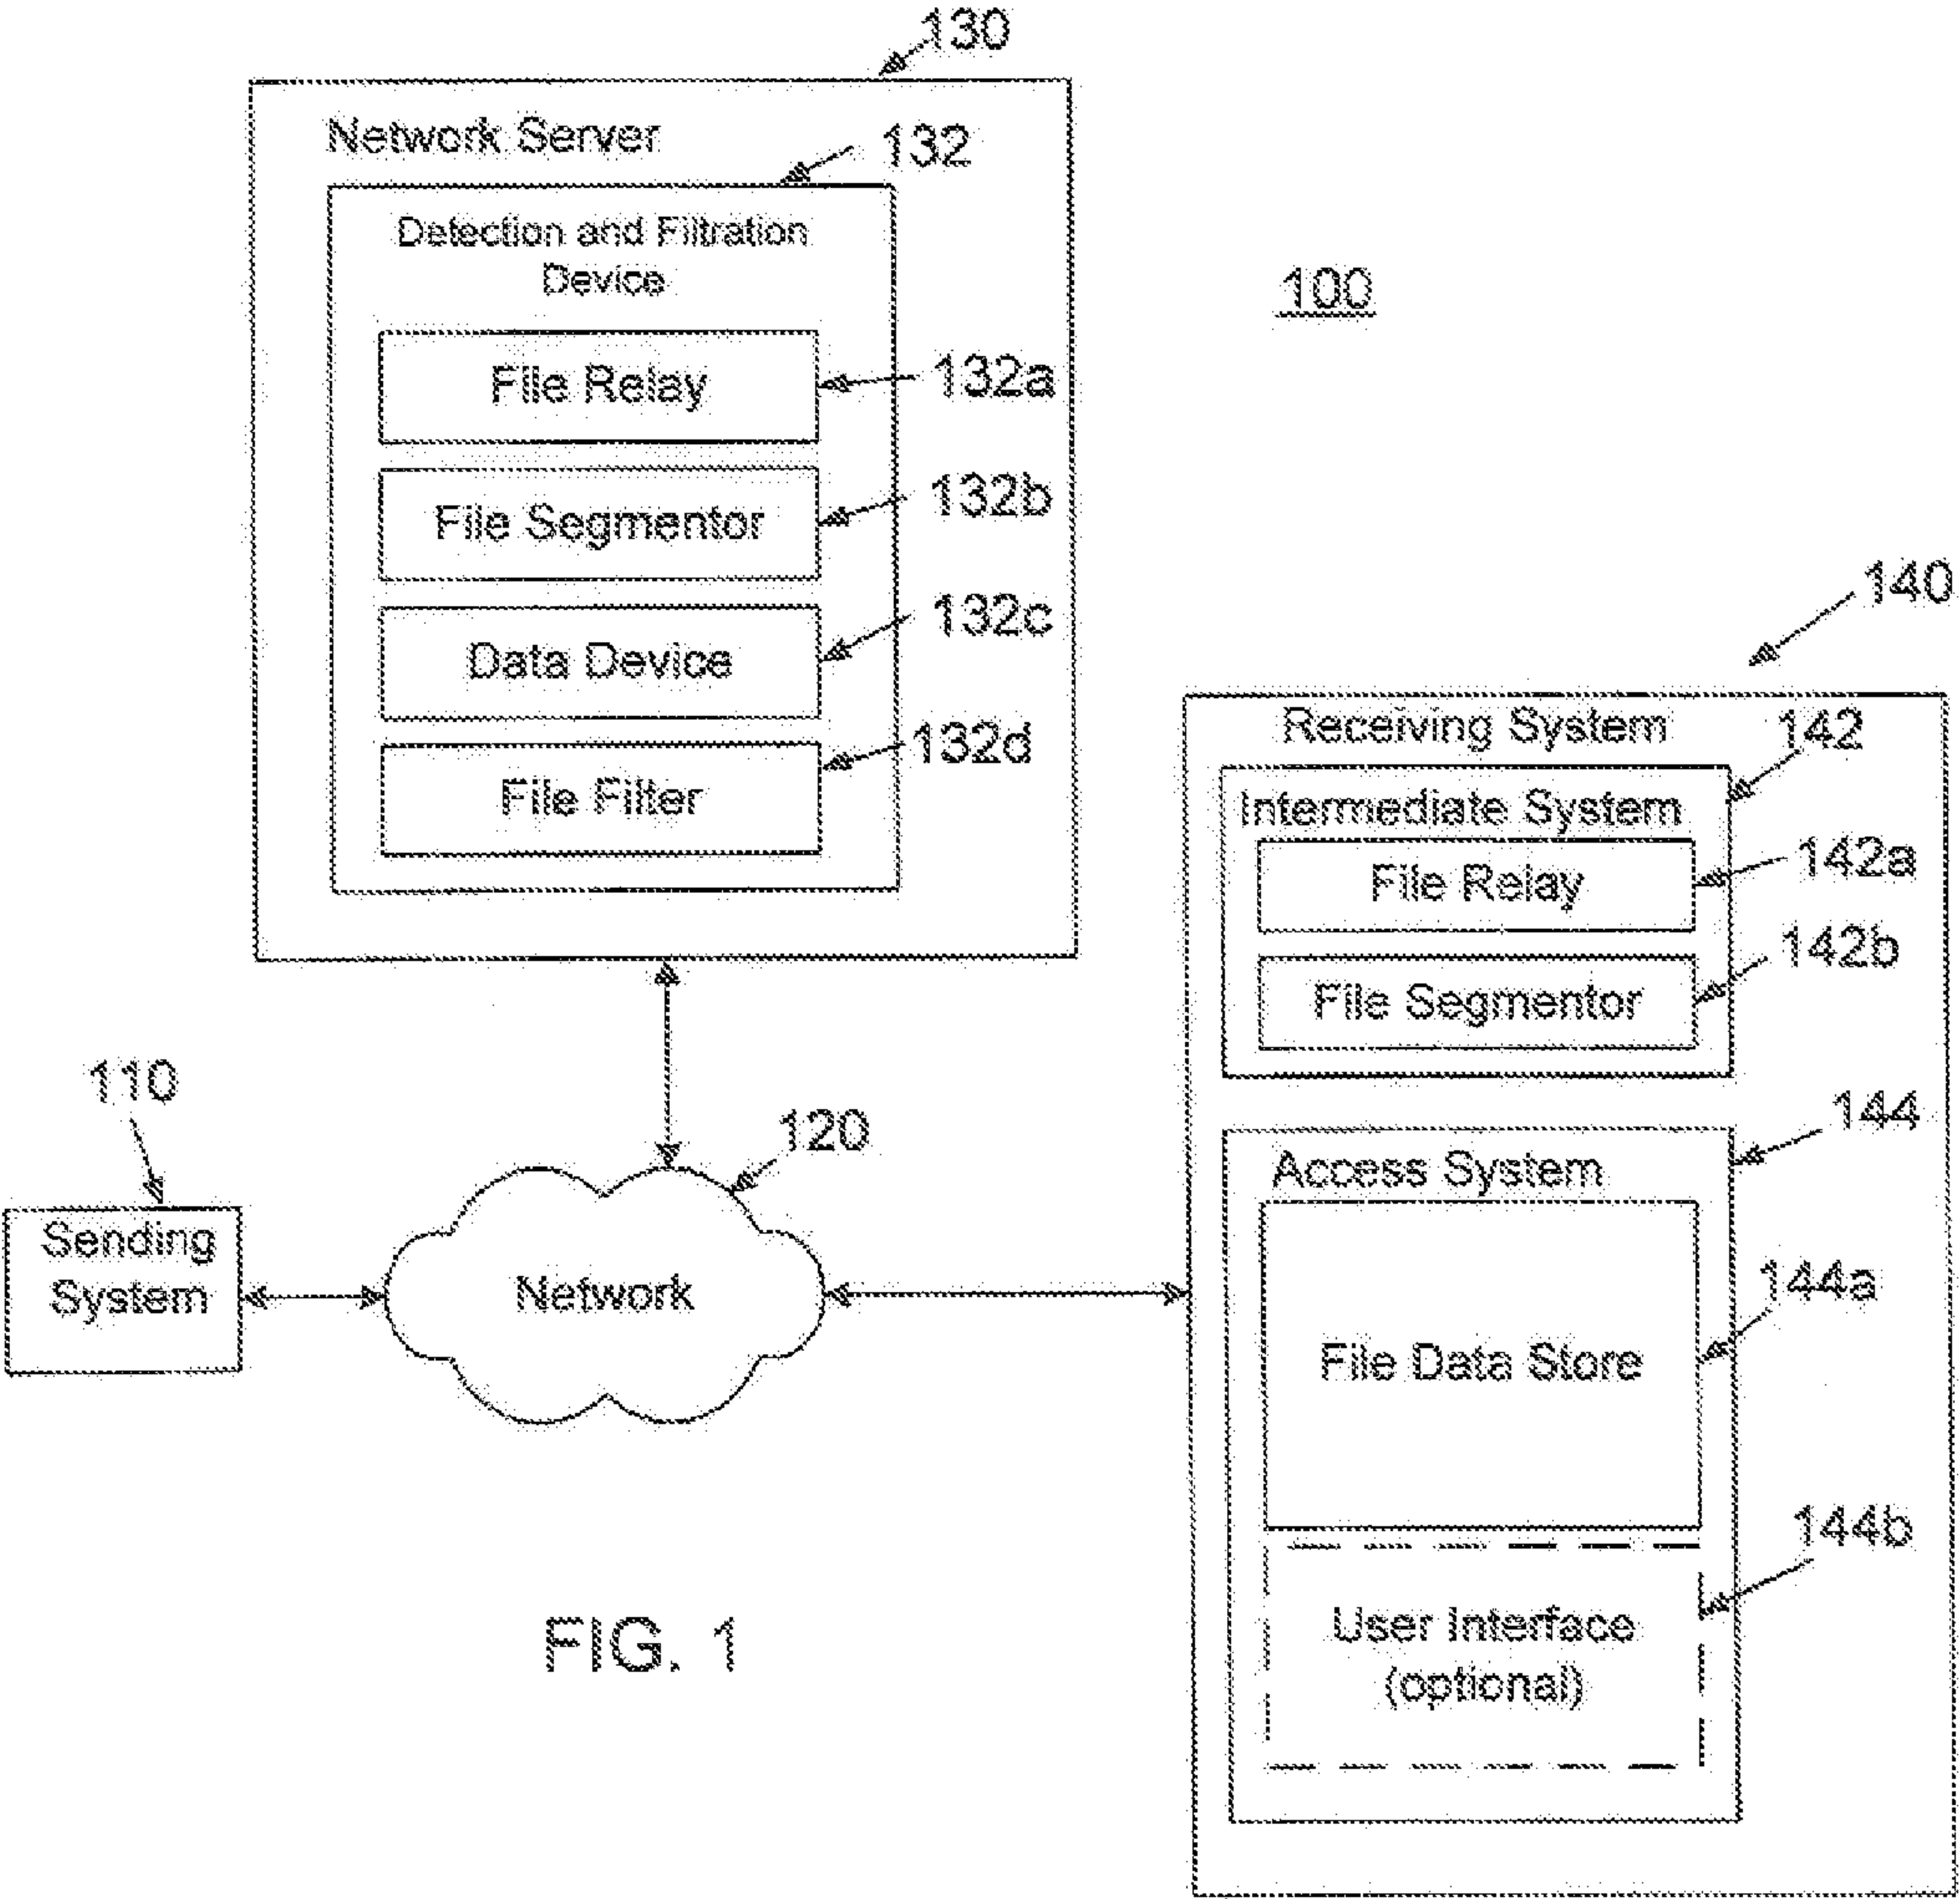 130
Network Server
132
Detection and Filtration
Device
100
File Relay
132a
File Segmentor
132b
Data Device
132c
File Filter
132d
140
Receiving System
142
Intermediate System
File Relay
142a
File Segmentor
142b
110
120
144
Access System
Sending
System
Network
144a
File Data Store
144b
User Interface
(optional)
FIG. 1